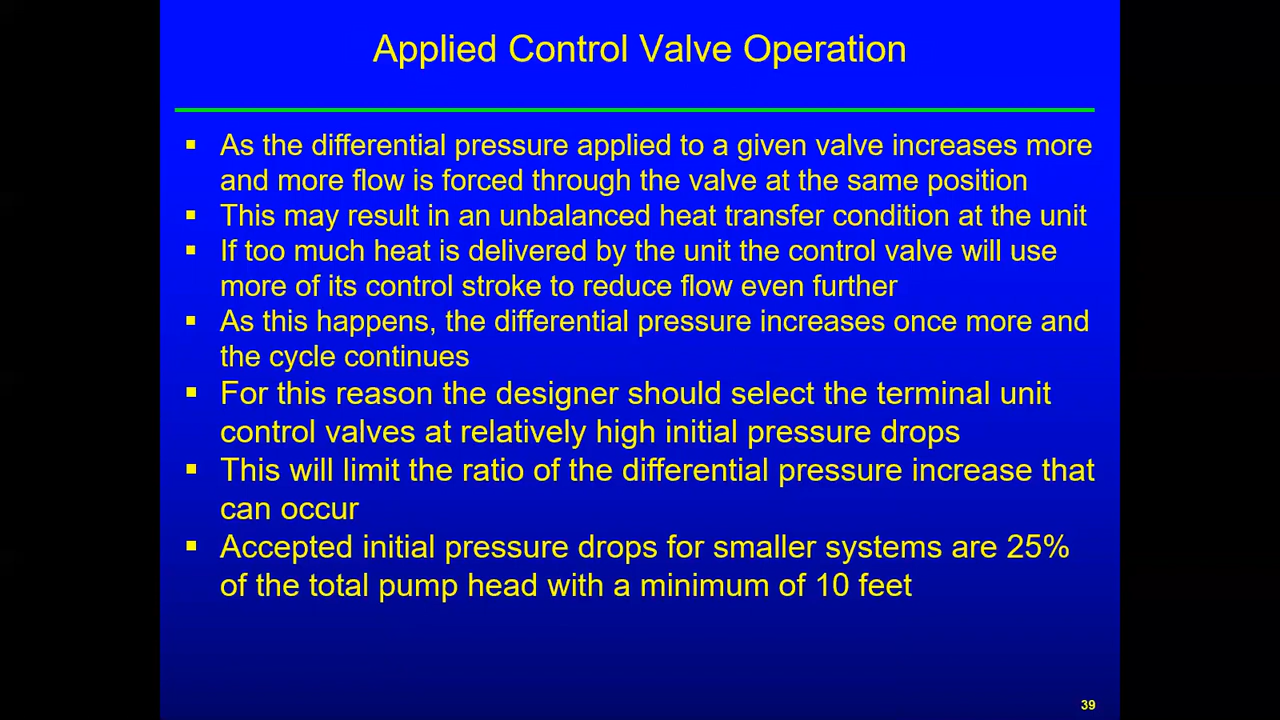 Applied Control Valve Operation
▪ As the differential pressure applied to a given valve increases more
and more flow is forced through the valve at the same position
▪ This may result in an unbalanced heat transfer condition at the unit
▪ If too much heat is delivered by the unit the control valve will use
more of its control stroke to reduce flow even further
▪ As this happens, the differential pressure increases once more and
the cycle continues
▪ For this reason the designer should select the terminal unit
control valves at relatively high initial pressure drops
▪ This will limit the ratio of the differential pressure increase that
can occur
▪ Accepted initial pressure drops for smaller systems are 25%
of the total pump head with a minimum of 10 feet
39